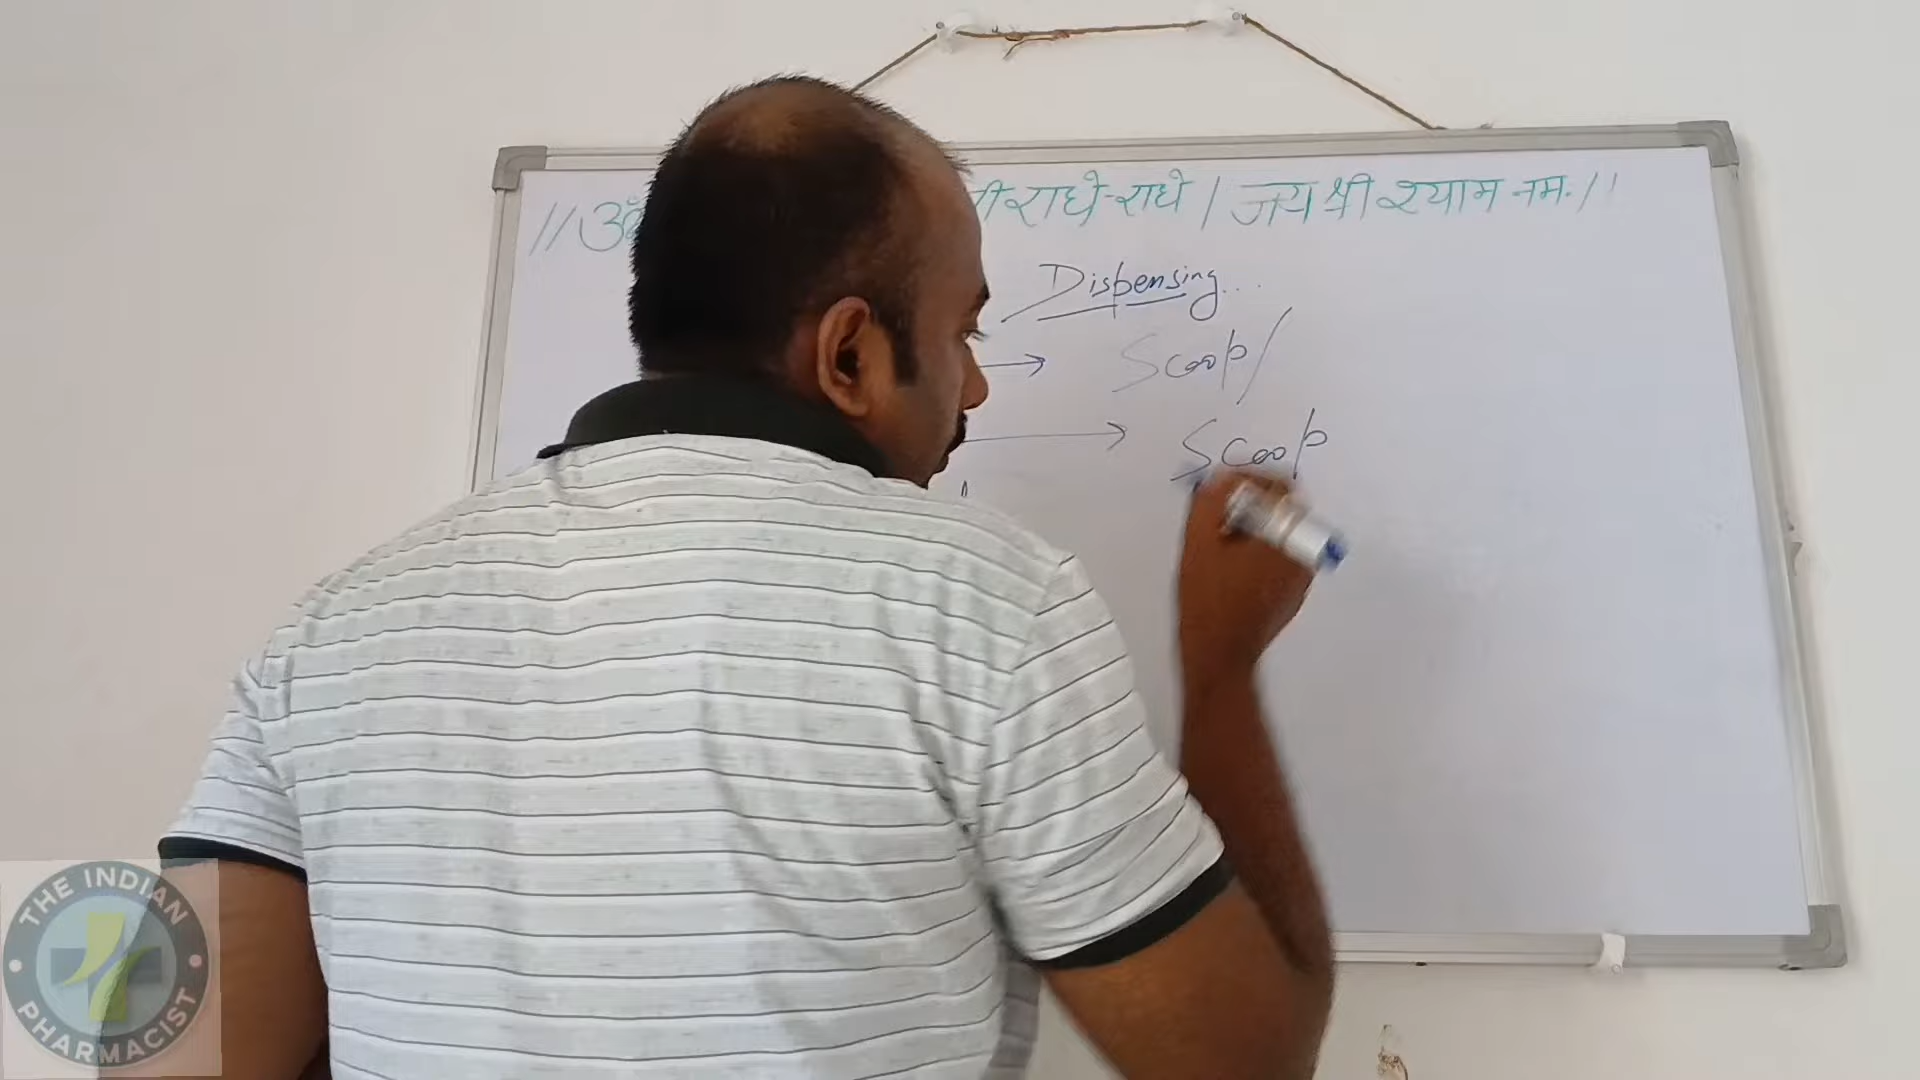 //ॐ राधे-राधे / जय श्री श्याम नमः//
Dispensing...
→ Scoop/
→ Scoop
THE INDIAN
PHARMACIST